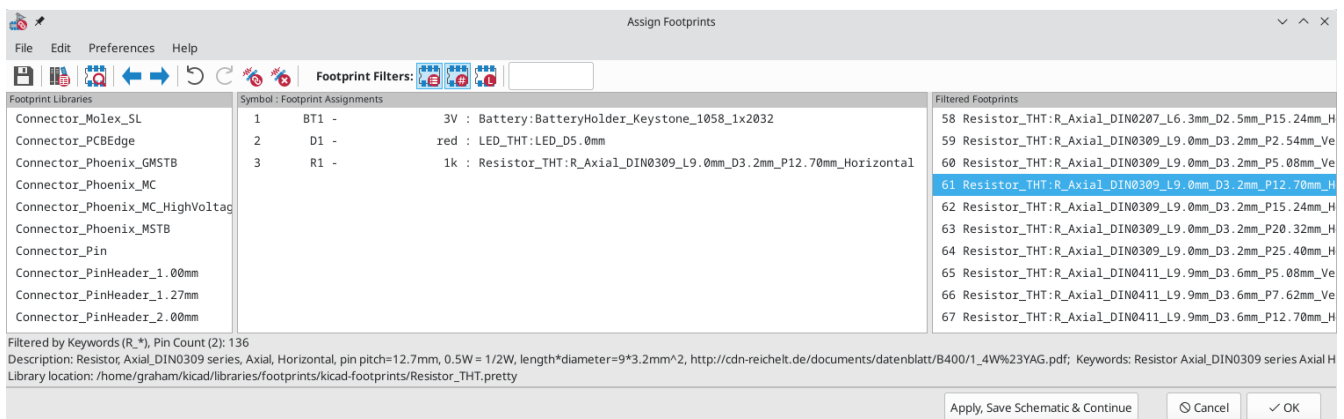 Assign Footprints
File Edit Preferences Help
Footprint Filters:
Footprint Libraries
Connector_Molex_SL
Connector_PCBEdge
Connector_Phoenix_GMSTB
Connector_Phoenix_MC
Connector_Phoenix_MC_HighVoltag
Connector_Phoenix_MSTB
Connector_Pin
Connector_PinHeader_1.00mm
Connector_PinHeader_1.27mm
Connector_PinHeader_2.00mm
Symbol : Footprint Assignments
1 BT1 - 3V : Battery:BatteryHolder_Keystone_1058_1x2032
2 D1 - red : LED_THT:LED_D5.0mm
3 R1 - 1k : Resistor_THT:R_Axial_DIN0309_L9.0mm_D3.2mm_P12.70mm_Horizontal
Filtered Footprints
58 Resistor_THT:R_Axial_DIN0207_L6.3mm_D2.5mm_P15.24mm_H
59 Resistor_THT:R_Axial_DIN0309_L9.0mm_D3.2mm_P2.54mm_Ve
60 Resistor_THT:R_Axial_DIN0309_L9.0mm_D3.2mm_P5.08mm_Ve
61 Resistor_THT:R_Axial_DIN0309_L9.0mm_D3.2mm_P12.70mm_H
62 Resistor_THT:R_Axial_DIN0309_L9.0mm_D3.2mm_P15.24mm_H
63 Resistor_THT:R_Axial_DIN0309_L9.0mm_D3.2mm_P20.32mm_H
64 Resistor_THT:R_Axial_DIN0309_L9.0mm_D3.2mm_P25.40mm_H
65 Resistor_THT:R_Axial_DIN0411_L9.9mm_D3.6mm_P5.08mm_Ve
66 Resistor_THT:R_Axial_DIN0411_L9.9mm_D3.6mm_P7.62mm_Ve
67 Resistor_THT:R_Axial_DIN0411_L9.9mm_D3.6mm_P12.70mm_H
Filtered by Keywords (R_*), Pin Count (2): 136
Description: Resistor, Axial_DIN0309 series, Axial, Horizontal, pin pitch=12.7mm, 0.5W = 1/2W, length*diameter=9*3.2mm^2, http://cdn-reichelt.de/documents/datenblatt/B400/1_4W%23YAG.pdf; Keywords: Resistor Axial_DIN0309 series Axial H
Library location: /home/graham/kicad/libraries/footprints/kicad-footprints/Resistor_THT.pretty
Apply, Save Schematic & Continue
Cancel
OK